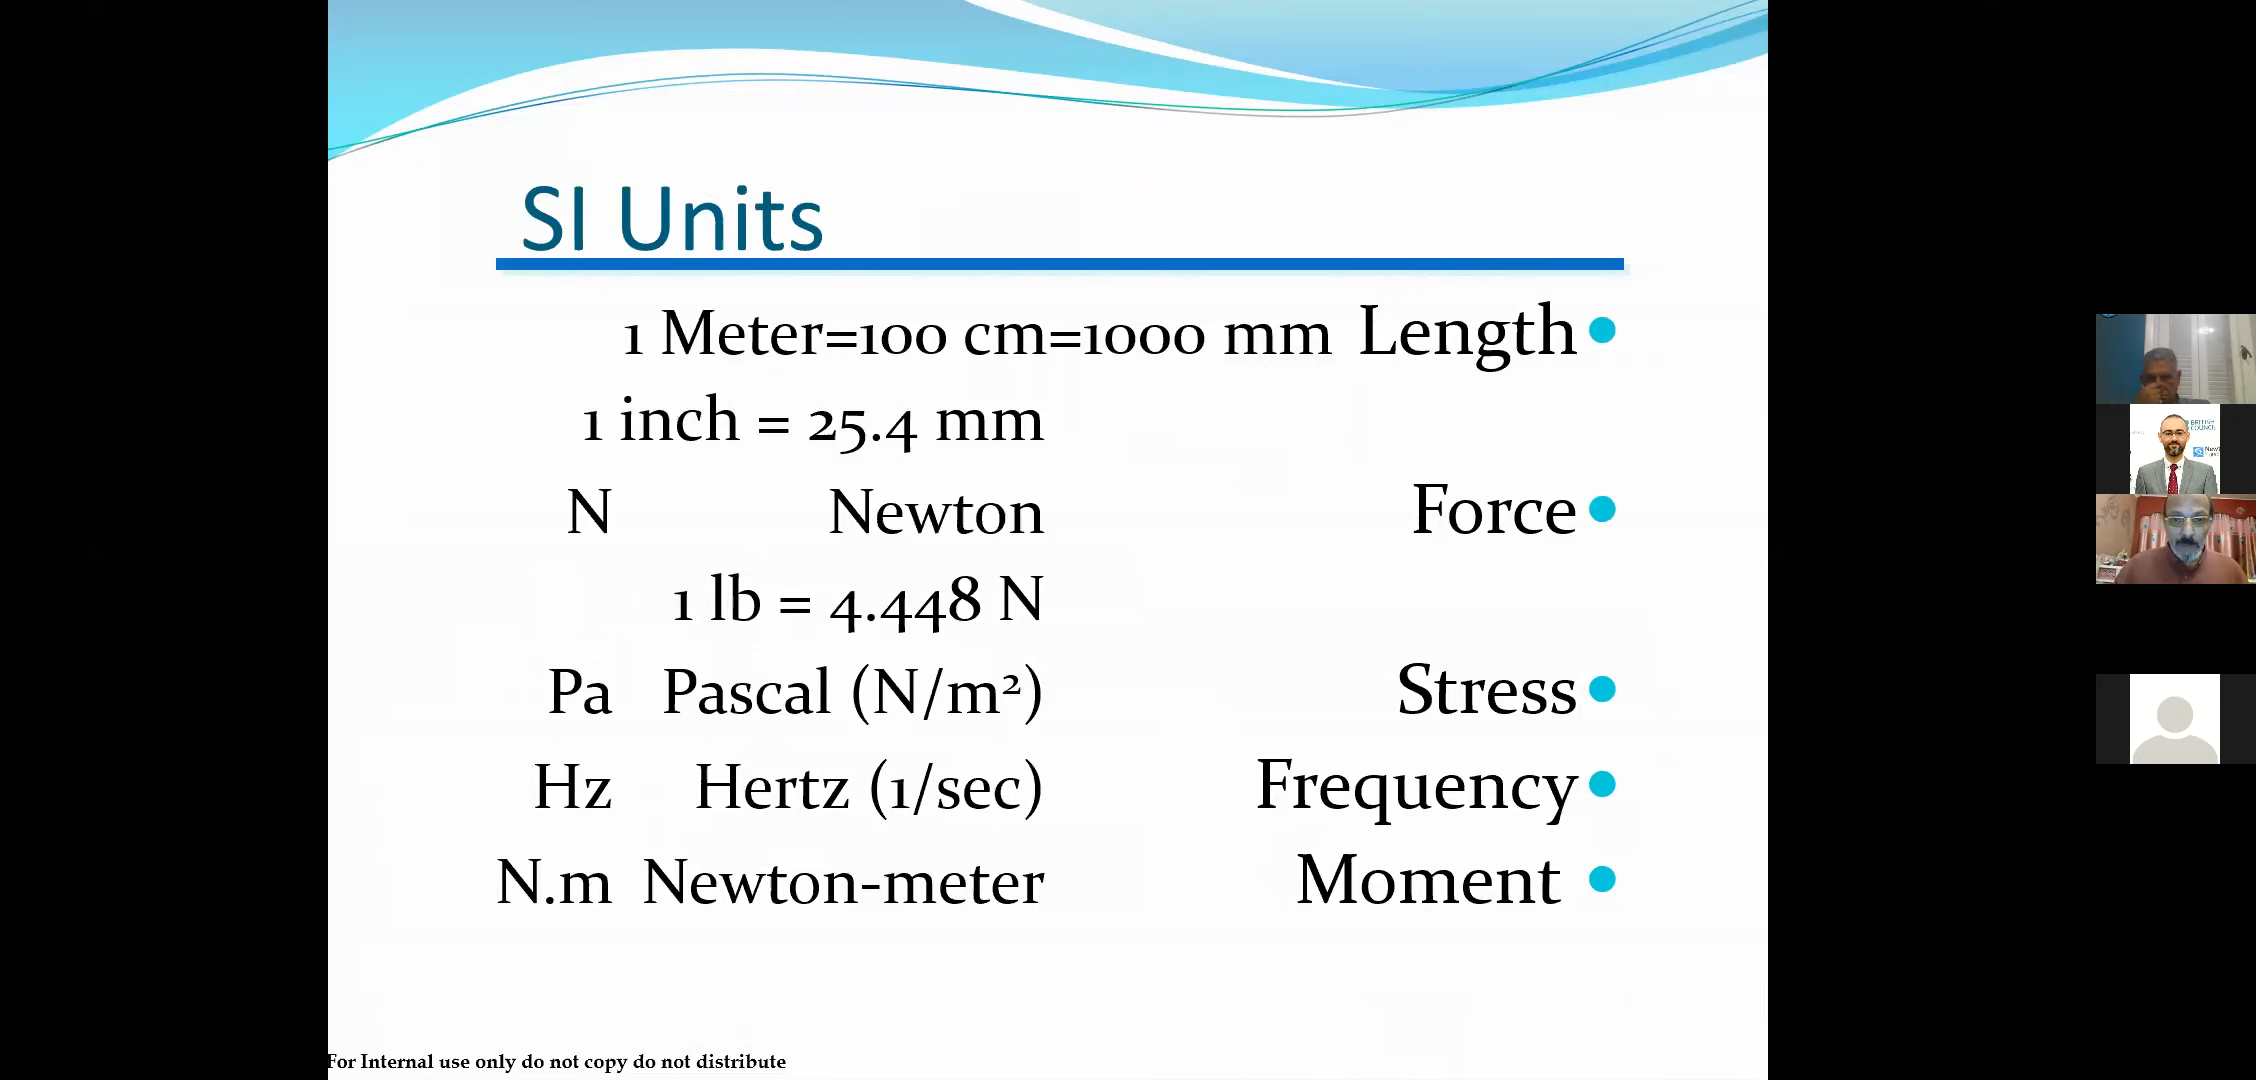 SI Units
1 Meter=100 cm=1000 mm Length•
1 inch = 25.4 mm
N Newton Force•
1 lb = 4.448 N
Pa Pascal (N/m²) Stress•
Hz Hertz (1/sec) Frequency•
N.m Newton-meter Moment •
For Internal use only do not copy do not distribute
BRITISH
COUNCIL